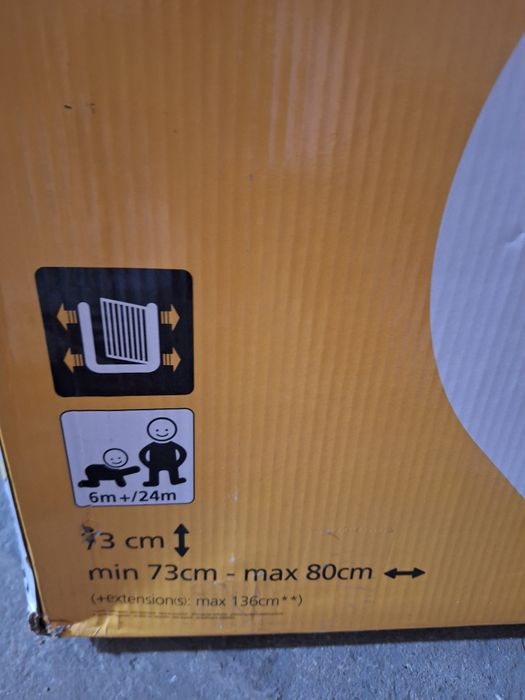 6m+/24m
73 cm
min 73cm - max 80cm
(+extension(s): max 136cm**)